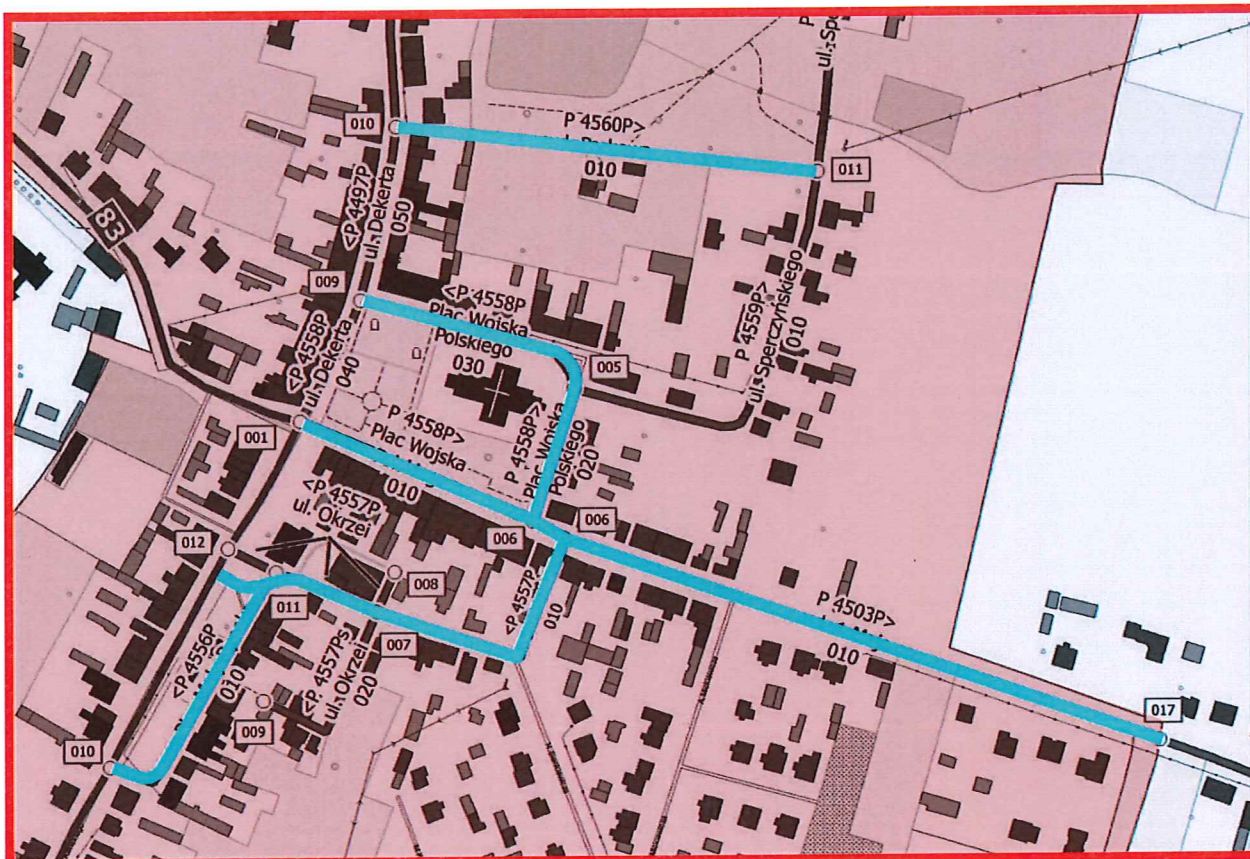 ul. Spe
P 4560P>
010
010
011
<P 4497P
ul. Dekerta
050
83
009
<P 4558P
Plac Wojska
Polskiego
030
005
P 4559P>
ul. Sperczyńskiego
010
<P 4558P
ul. Dekerta
040
001
P 4558P>
Plac Wojska
010
P 4558P>
Plac Wojska
Polskiego
020
<P 4557P
ul. Okrzei
006
006
012
008
011
<P 4557P
010
007
P 4503P>
010
<P 4556P
010
<P 4557Ps
ul. Okrzei
020
009
010
017